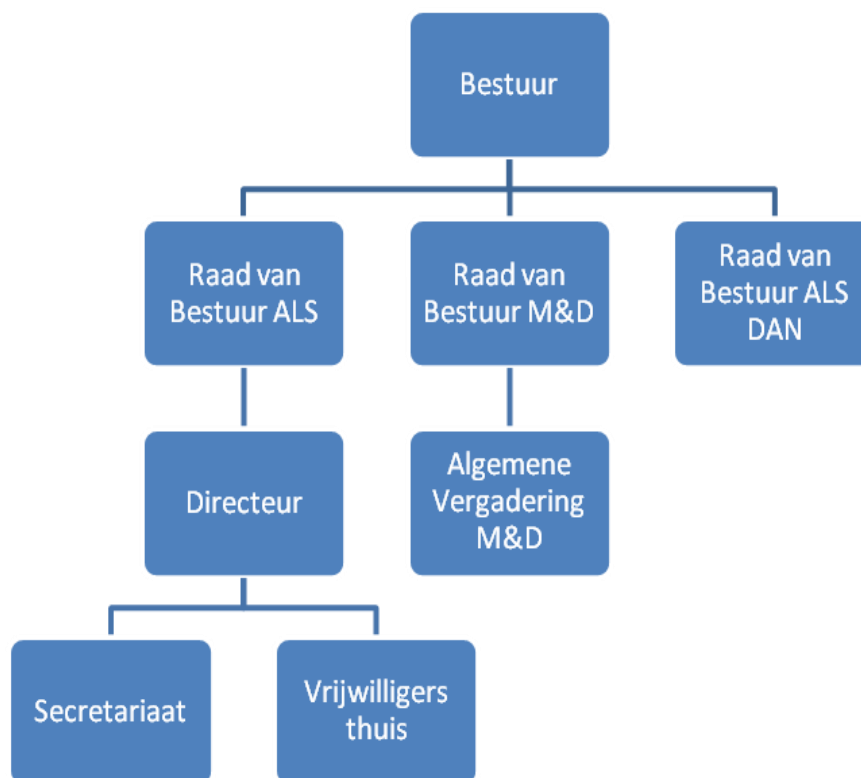 Bestuur
Raad van
Bestuur ALS
Raad van
Bestuur M&D
Raad van
Bestuur ALS
DAN
Directeur
Algemene
Vergadering
M&D
Secretariaat
Vrijwilligers
thuis